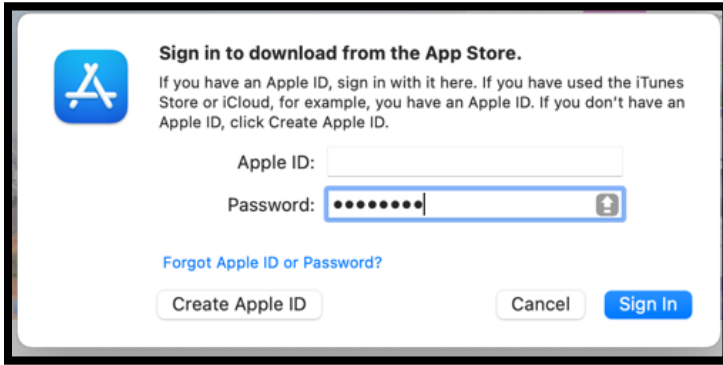 Sign in to download from the App Store.
If you have an Apple ID, sign in with it here. If you have used the iTunes
Store or iCloud, for example, you have an Apple ID. If you don’t have an
Apple ID, click Create Apple ID.
Apple ID:
Password: ••••••••
Forgot Apple ID or Password?
Create Apple ID Cancel Sign In